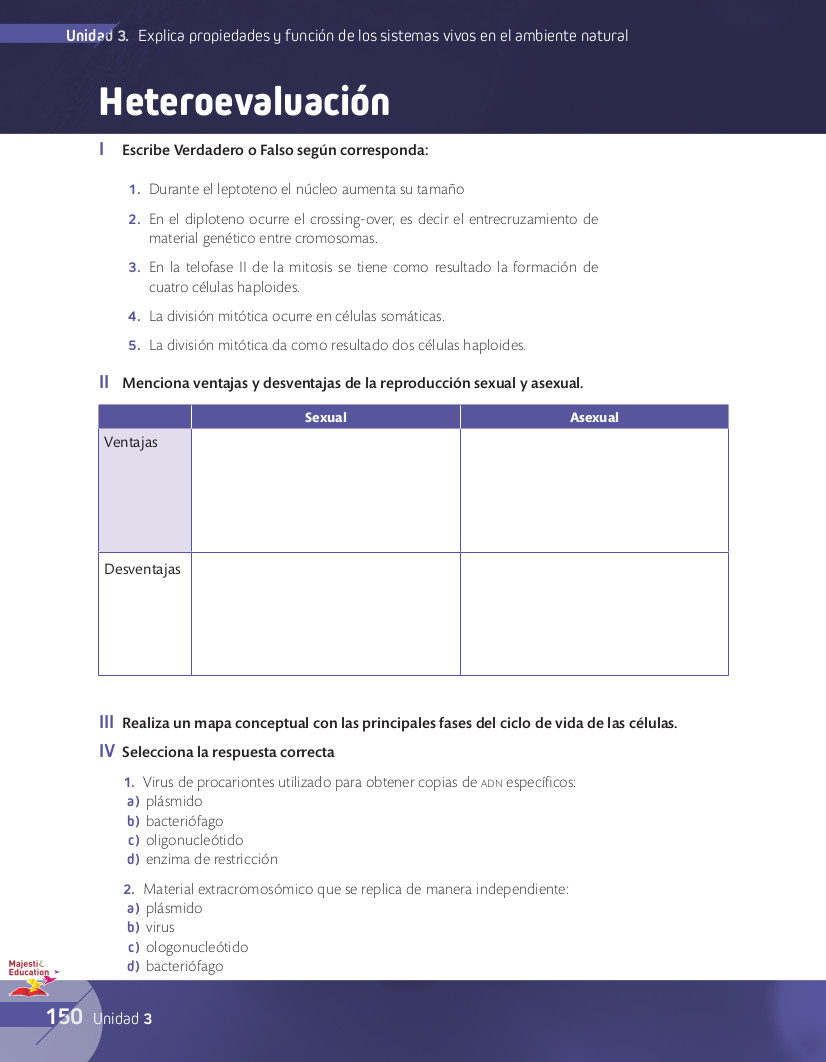 Unidad 3. Explica propiedades y función de los sistemas vivos en el ambiente natural
Heteroevaluación
I Escribe Verdadero o Falso según corresponda:
1. Durante el leptoteno el núcleo aumenta su tamaño
2. En el diploteno ocurre el crossing-over, es decir el entrecruzamiento de
material genético entre cromosomas.
3. En la telofase II de la mitosis se tiene como resultado la formación de
cuatro células haploides.
4. La división mitótica ocurre en células somáticas.
5. La división mitótica da como resultado dos células haploides.
II Menciona ventajas y desventajas de la reproducción sexual y asexual.
Sexual Asexual
Ventajas
Desventajas
III Realiza un mapa conceptual con las principales fases del ciclo de vida de las células.
IV Selecciona la respuesta correcta
1. Virus de procariontes utilizado para obtener copias de ADN específicos:
a) plásmido
b) bacteriófago
c) oligonucleótido
d) enzima de restricción
2. Material extracromosómico que se replica de manera independiente:
a) plásmido
b) virus
c) ologonucleótido
d) bacteriófago
Majestic
Education
150 Unidad 3